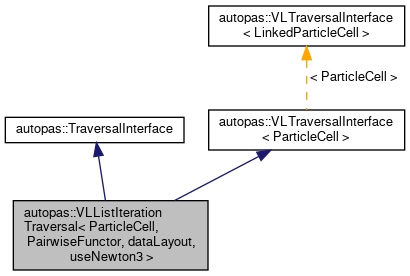 autopas::VLTraversalInterface
< LinkedParticleCell >
< ParticleCell >
autopas::TraversalInterface
autopas::VLTraversalInterface
< ParticleCell >
autopas::VLListIteration
Traversal< ParticleCell,
PairwiseFunctor, dataLayout,
useNewton3 >